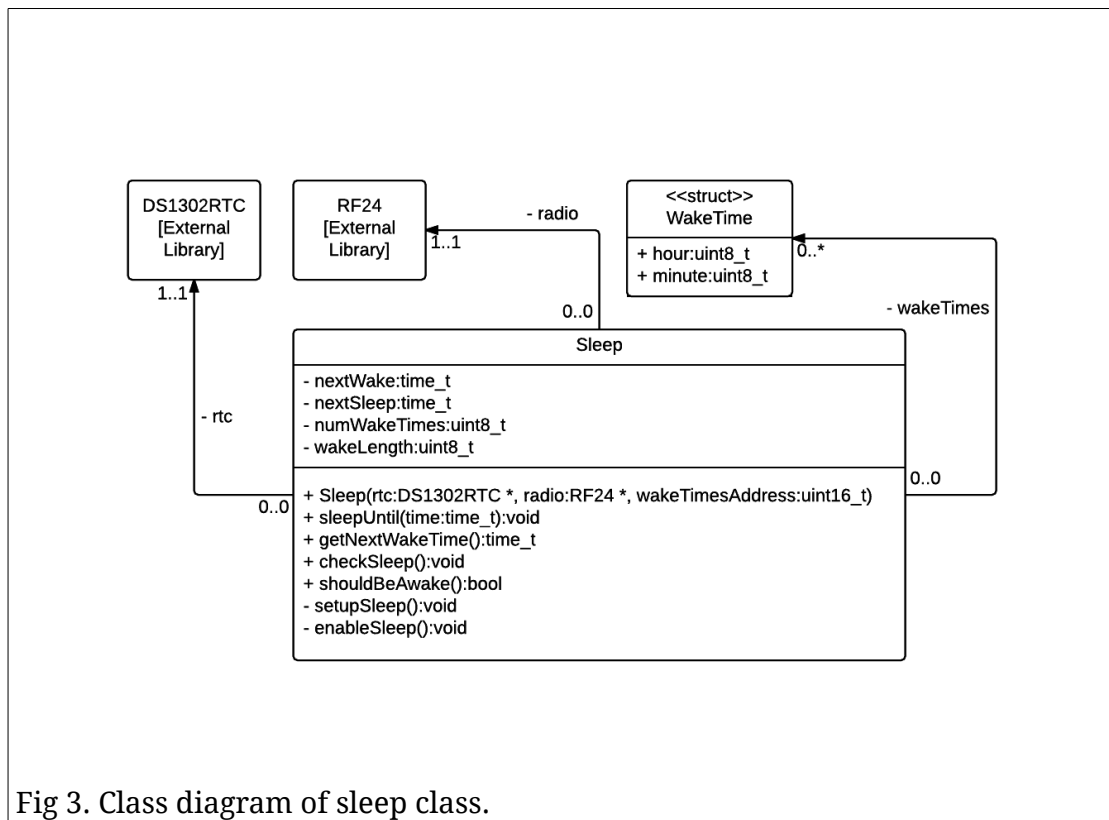 DS1302RTC
[External
Library]
1..1
- rtc
0..0
RF24
[External
Library]
1..1
- radio
0..0
<<struct>>
WakeTime
+ hour:uint8_t
+ minute:uint8_t
0..*
- wakeTimes
0..0
Sleep
- nextWake:time_t
- nextSleep:time_t
- numWakeTimes:uint8_t
- wakeLength:uint8_t
+ Sleep(rtc:DS1302RTC *, radio:RF24 *, wakeTimesAddress:uint16_t)
+ sleepUntil(time:time_t):void
+ getNextWakeTime():time_t
+ checkSleep():void
+ shouldBeAwake():bool
- setupSleep():void
- enableSleep():void
Fig 3. Class diagram of sleep class.